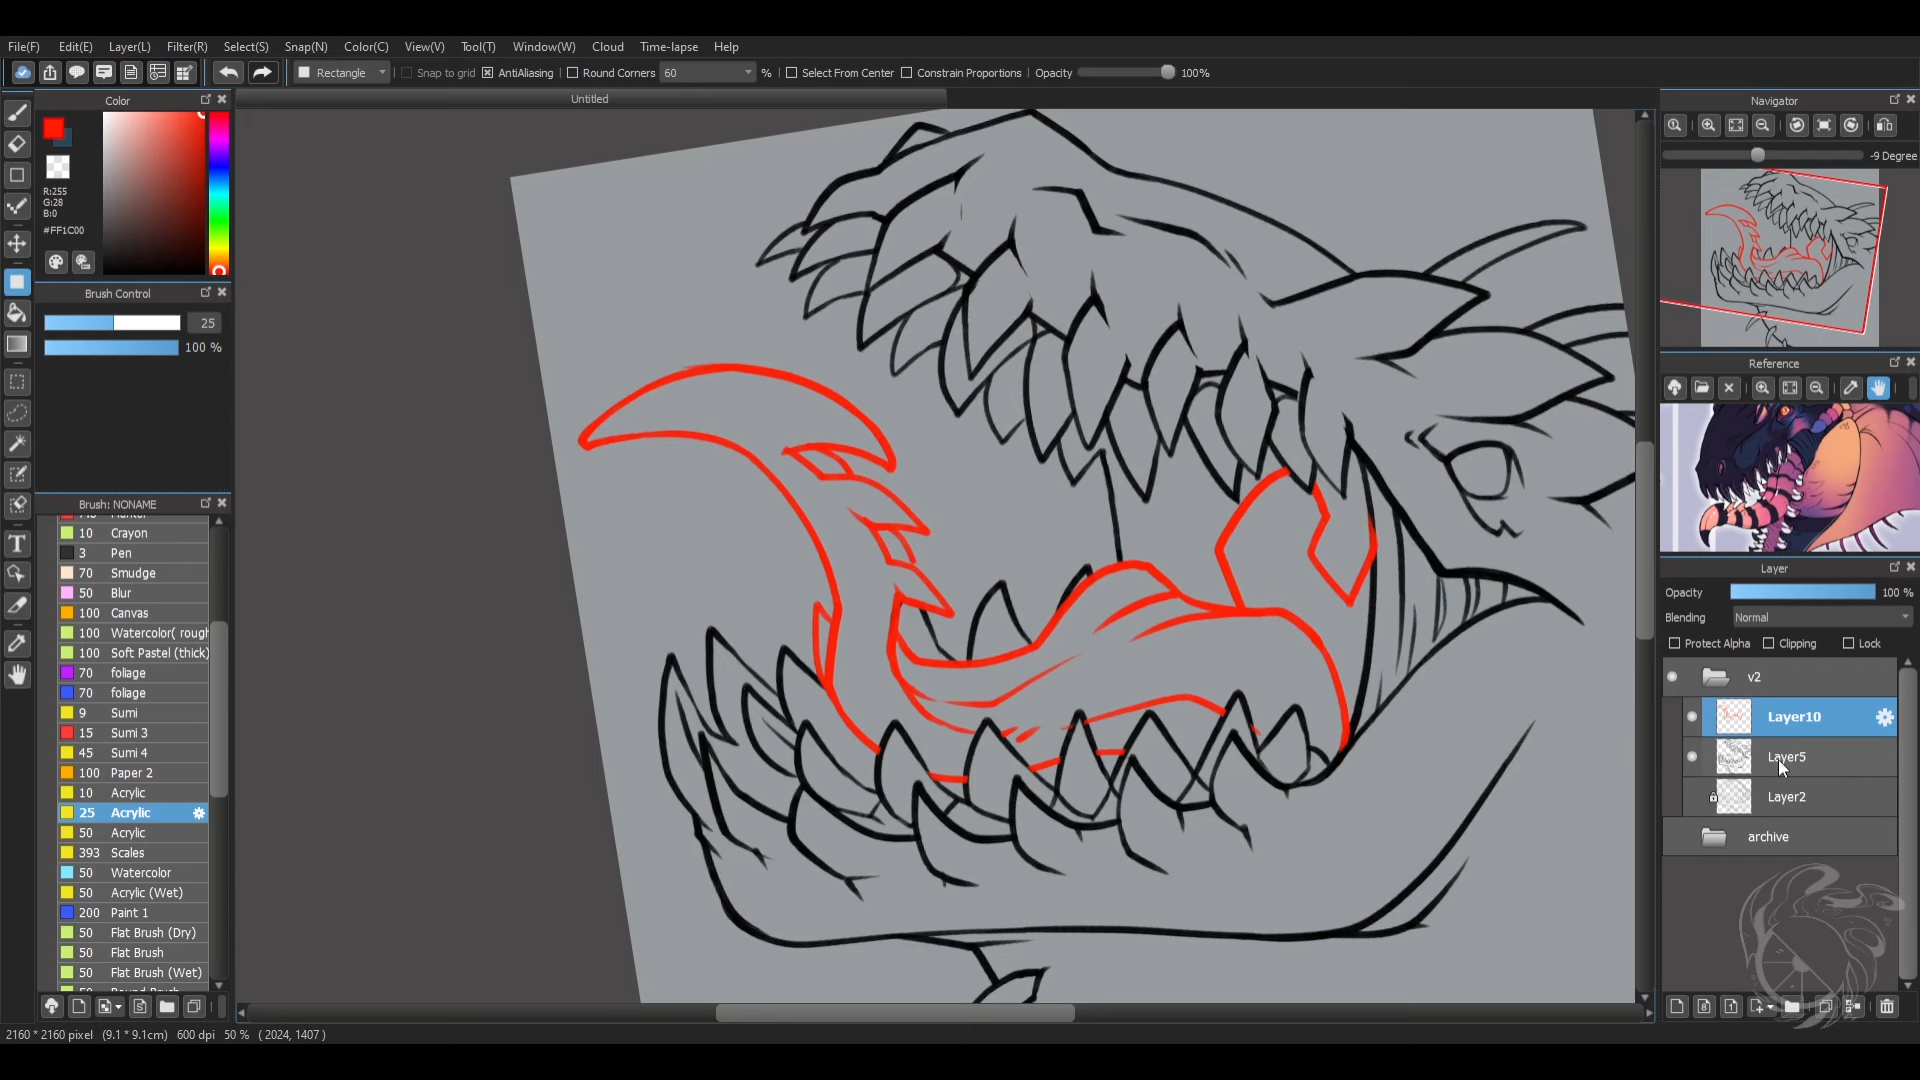 File(F) Edit(E) Layer(L) Filter(R) Select(S) Snap(N) Color(C) View(V) Tool(T) Window(W) Cloud Time-lapse Help
Rectangle Snap to grid AntiAliasing Round Corners 60 % Select From Center Constrain Proportions Opacity 100%
Color
Untitled
Navigator
R:255
G:28
B:0
#FF1C00
-9 Degree
Brush Control
25
100 %
Reference
Brush: NONAME
10 Crayon
3 Pen
70 Smudge
50 Blur
100 Canvas
100 Watercolor( rough
100 Soft Pastel (thick)
70 foliage
70 foliage
9 Sumi
15 Sumi 3
45 Sumi 4
100 Paper 2
10 Acrylic
25 Acrylic
50 Acrylic
393 Scales
50 Watercolor
50 Acrylic (Wet)
200 Paint 1
50 Flat Brush (Dry)
50 Flat Brush
50 Flat Brush (Wet)
Layer
Opacity 100 %
Blending Normal
Protect Alpha Clipping Lock
v2
Layer10
Layer5
Layer2
archive
2160 * 2160 pixel (9.1 * 9.1cm) 600 dpi 50 % ( 2024, 1407 )
T